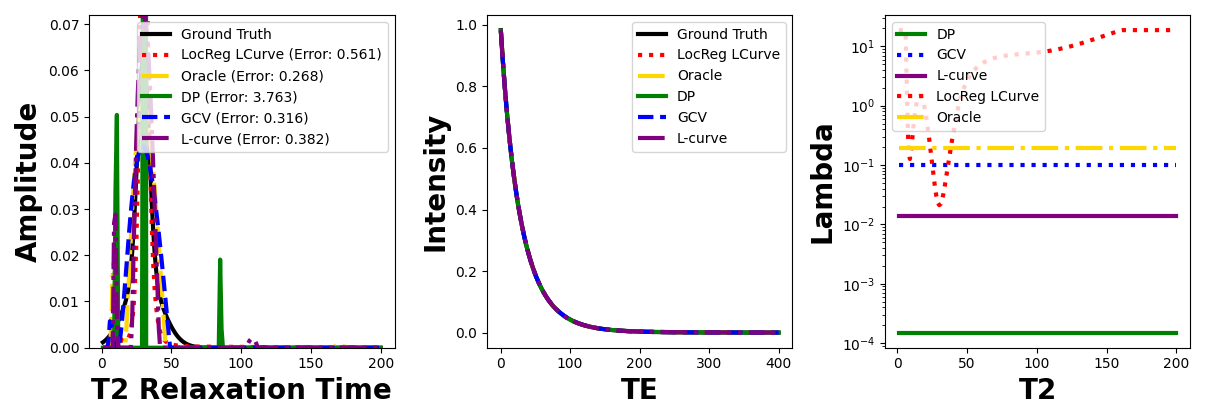 0.07
0.06
0.05
0.04
0.03
0.02
0.01
0.00
Amplitude
0
50
100
150
200
T2 Relaxation Time
Ground Truth
LocReg LCurve (Error: 0.561)
Oracle (Error: 0.268)
DP (Error: 3.763)
GCV (Error: 0.316)
L-curve (Error: 0.382)
1.0
0.8
0.6
0.4
0.2
0.0
Intensity
0
100
200
300
400
TE
Ground Truth
LocReg LCurve
Oracle
DP
GCV
L-curve
10¹
10⁰
10⁻¹
10⁻²
10⁻³
10⁻⁴
Lambda
0
50
100
150
200
T2
DP
GCV
L-curve
LocReg LCurve
Oracle